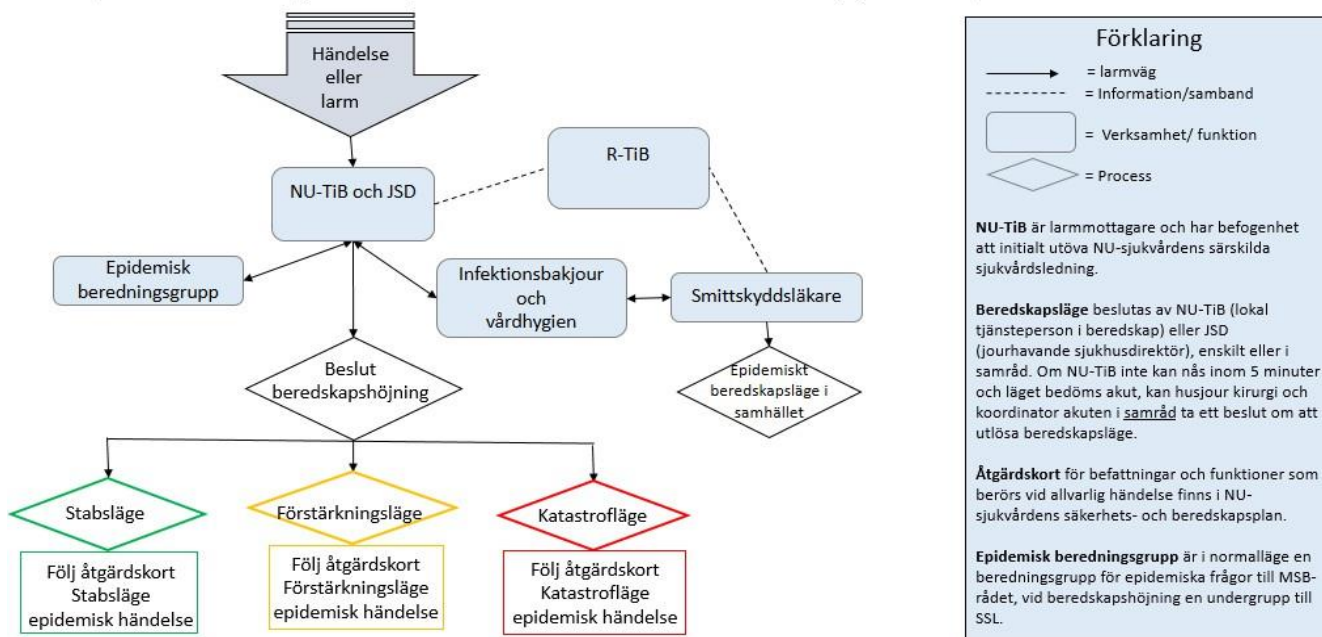 Händelse
eller
larm
R-TiB
NU-TiB och JSD
Epidemisk
beredningsgrupp
Infektionsbakjour
och
vårdhygien
Smittskyddsläkare
Beslut
beredskapshöjning
Epidemiskt
beredskapsläge i
samhället
Stabsläge
Förstärkningsläge
Katastrofläge
Följ åtgärdskort
Stabsläge
epidemisk händelse
Följ åtgärdskort
Förstärkningsläge
epidemisk händelse
Följ åtgärdskort
Katastrofläge
epidemisk händelse
Förklaring
= larmväg
= Information/samband
= Verksamhet/ funktion
= Process
NU-TiB är larmmottagare och har befogenhet
att initialt utöva NU-sjukvårdens särskilda
sjukvårdsledning.
Beredskapsläge beslutas av NU-TiB (lokal
tjänsteperson i beredskap) eller JSD
(jourhavande sjukhusdirektör), enskilt eller i
samråd. Om NU-TiB inte kan nås inom 5 minuter
och läget bedöms akut, kan husjour kirurgi och
koordinator akuten i samråd ta ett beslut om att
utlösa beredskapsläge.
Åtgärdskort för befattningar och funktioner som
berörs vid allvarlig händelse finns i NU-
sjukvårdens säkerhets- och beredskapsplan.
Epidemisk beredningsgrupp är i normalläge en
beredningsgrupp för epidemiska frågor till MSB-
rådet, vid beredskapshöjning en undergrupp till
SSL.